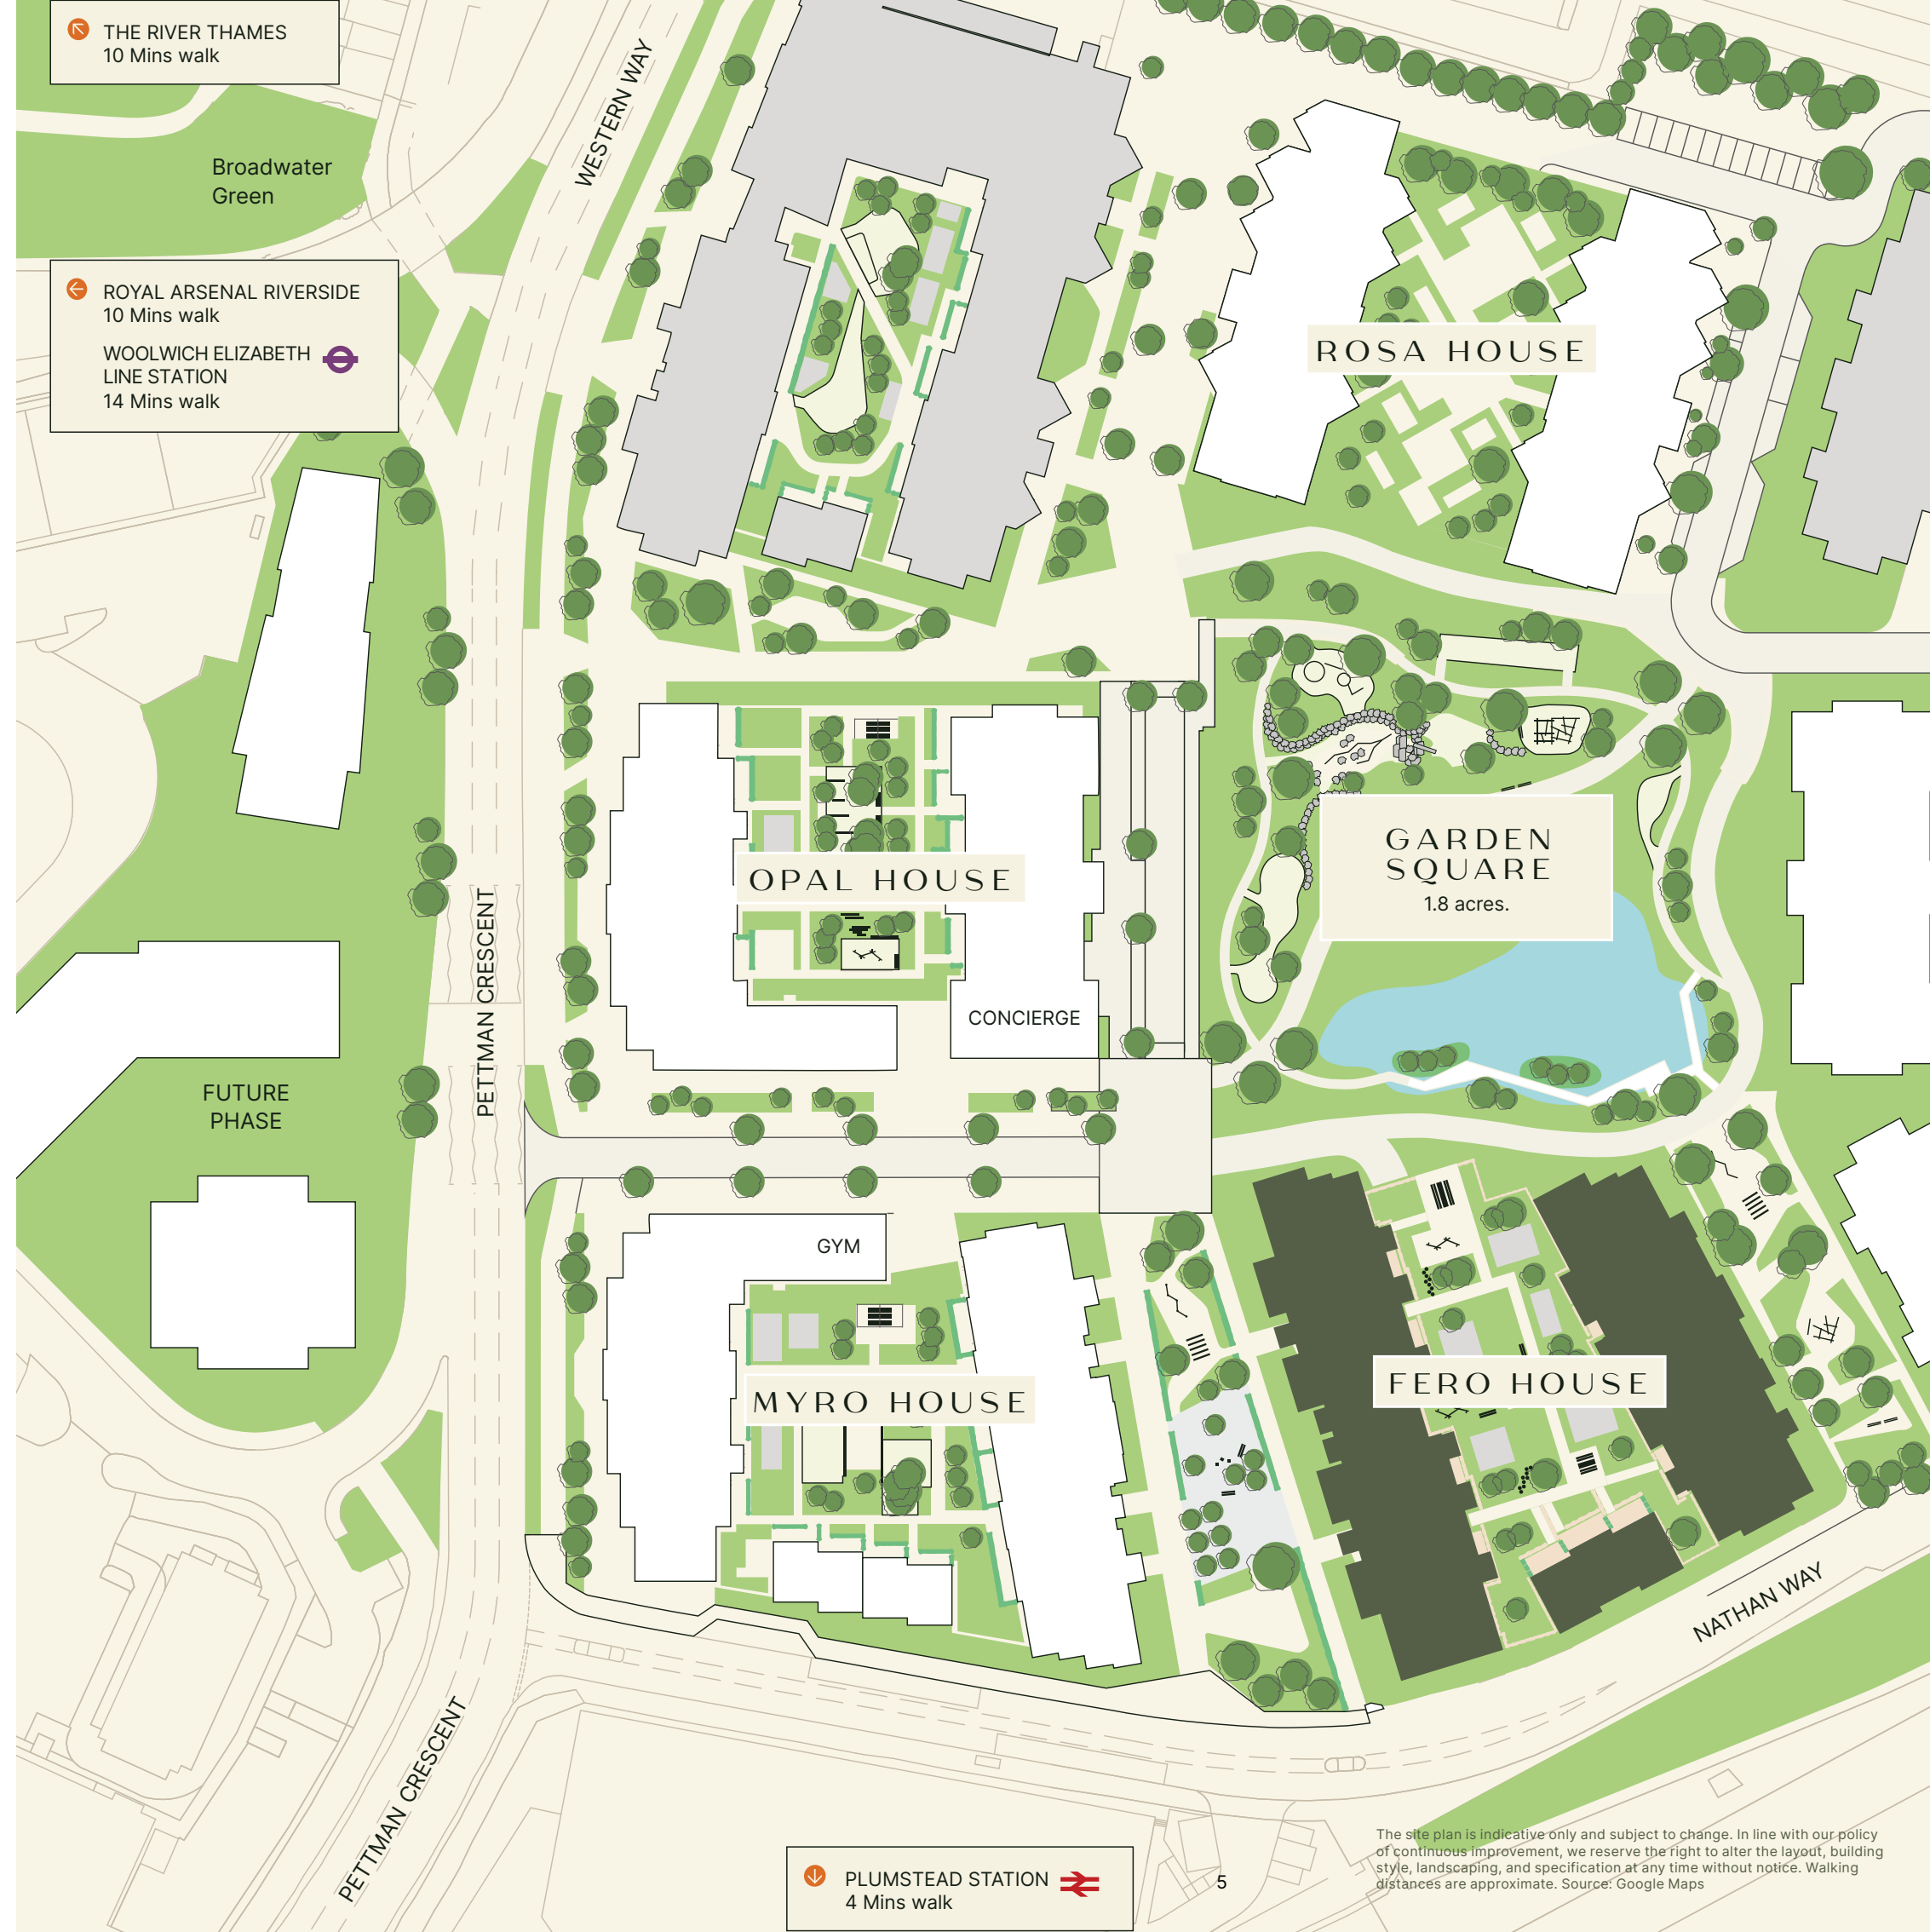 THE RIVER THAMES
10 Mins walk
WESTERN WAY
Broadwater
Green
ROYAL ARSENAL RIVERSIDE
10 Mins walk
WOOLWICH ELIZABETH
LINE STATION
14 Mins walk
ROSA HOUSE
GARDEN
SQUARE
1.8 acres.
OPAL HOUSE
PETTMAN CRESCENT
CONCIERGE
FUTURE
PHASE
GYM
MYRO HOUSE
FERO HOUSE
NATHAN WAY
PETTMAN CRESCENT
PLUMSTEAD STATION
4 Mins walk
5
The site plan is indicative only and subject to change. In line with our policy
of continuous improvement, we reserve the right to alter the layout, building
style, landscaping, and specification at any time without notice. Walking
distances are approximate. Source: Google Maps